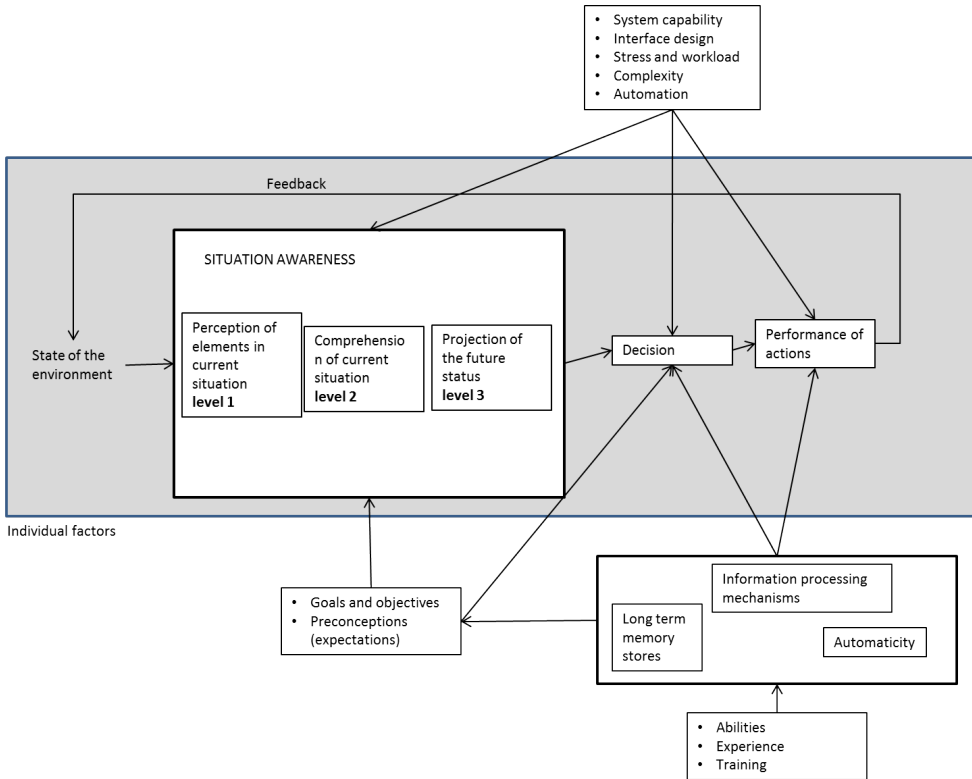 • System capability
• Interface design
• Stress and workload
• Complexity
• Automation
Feedback
SITUATION AWARENESS
State of the
environment
Perception of
elements in
current
situation
level 1
Comprehensio
n of current
situation
level 2
Projection of
the future
status
level 3
Decision
Performance of
actions
Individual factors
• Goals and objectives
• Preconceptions
(expectations)
Information processing
mechanisms
Long term
memory
stores
Automaticity
• Abilities
• Experience
• Training